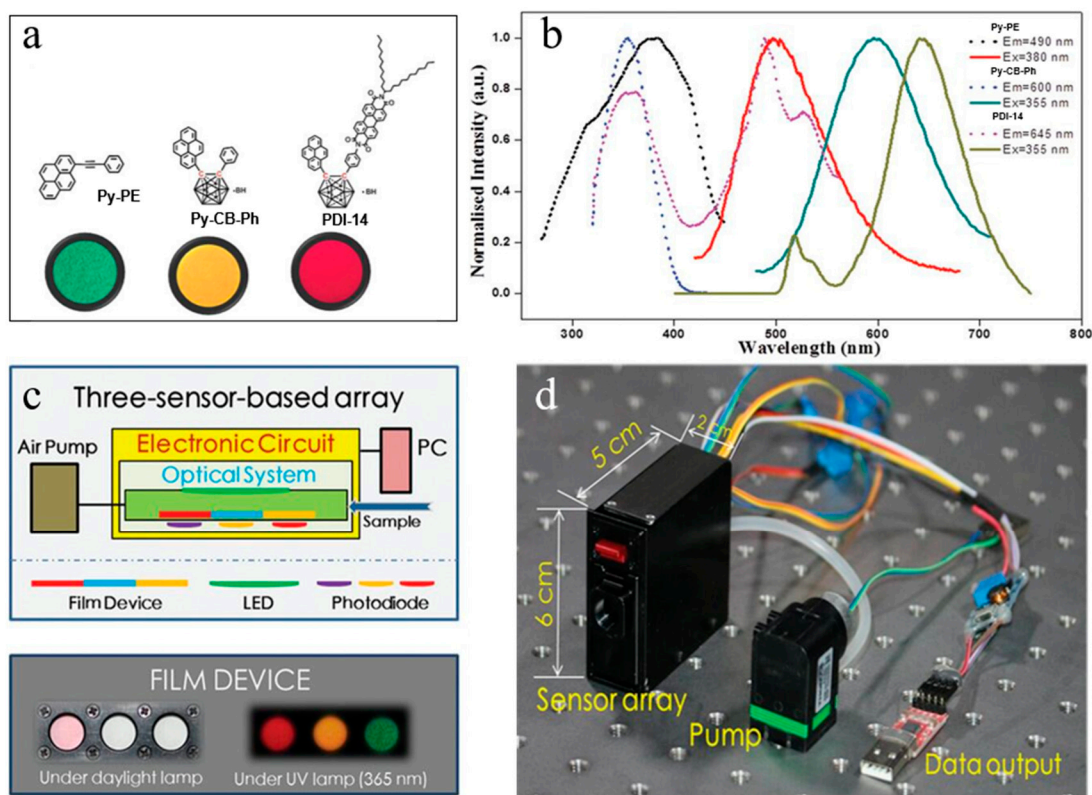 a
Py-PE
Py-CB-Ph
PDI-14
-BH
-BH
b
Normalised Intensity (a.u.)
1.0
0.8
0.6
0.4
0.2
0.0
300 400 500 600 700 800
Wavelength (nm)
Py-PE
Em=490 nm
Ex=380 nm
Py-CB-Ph
Em=600 nm
Ex=355 nm
PDI-14
Em=645 nm
Ex=355 nm
c
Three-sensor-based array
Air Pump
Electronic Circuit
Optical System
PC
Sample
Film Device
LED
Photodiode
FILM DEVICE
Under daylight lamp
Under UV lamp (365 nm)
d
5 cm
2 cm
6 cm
Sensor array
Pump
Data output